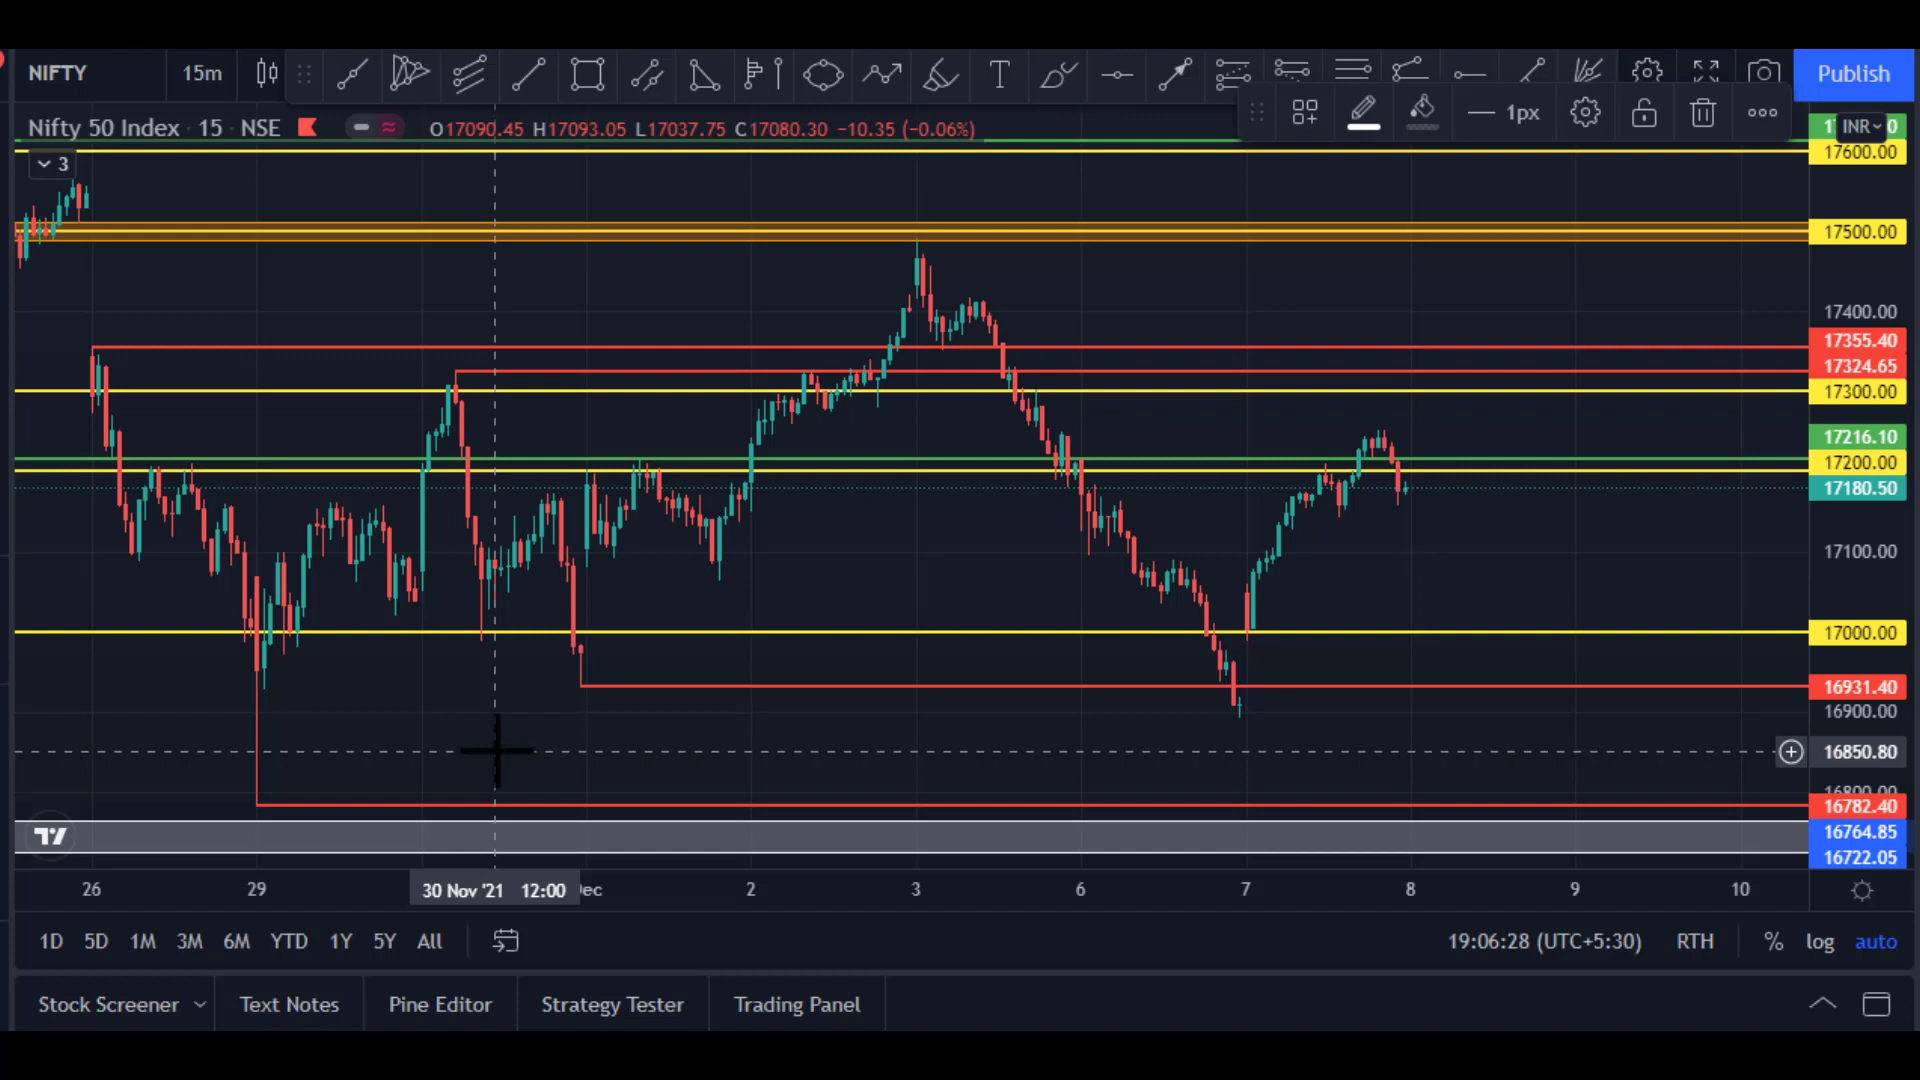 NIFTY 15m T Publish
1px
Nifty 50 Index · 15 · NSE O17090.45 H17093.05 L17037.75 C17080.30 −10.35 (−0.06%)
INR
3
17600.00
17500.00
17400.00
17355.40
17324.65
17300.00
17216.10
17200.00
17180.50
17100.00
17000.00
16931.40
16900.00
16850.80
16800.00
16782.40
16764.85
16722.05
26 29 30 Nov '21 12:00 ec 2 3 6 7 8 9 10
1D 5D 1M 3M 6M YTD 1Y 5Y All 19:06:28 (UTC+5:30) RTH % log auto
Stock Screener Text Notes Pine Editor Strategy Tester Trading Panel